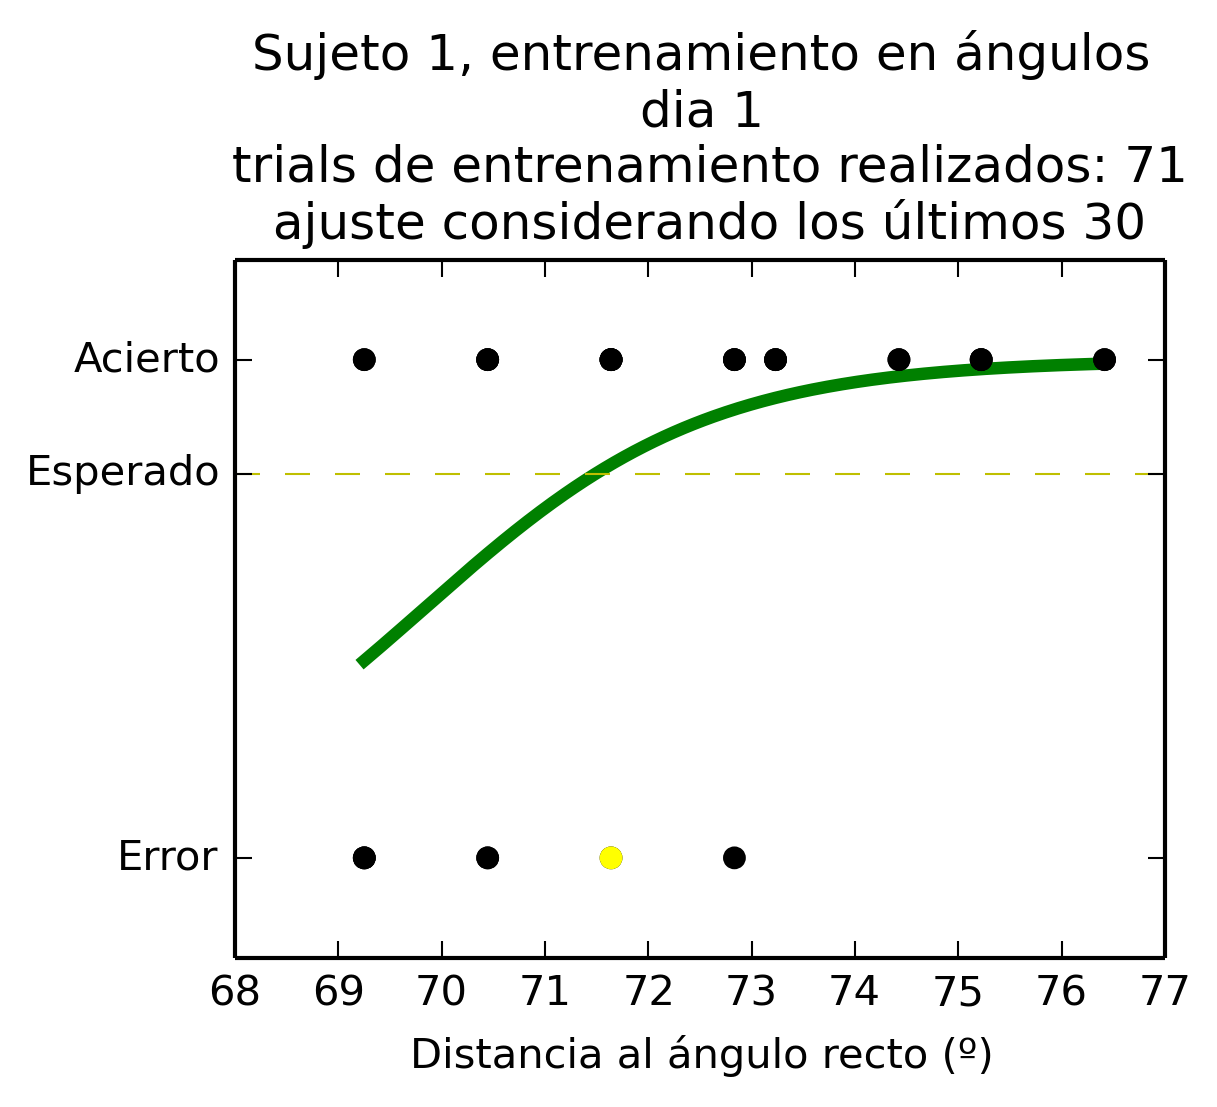 Sujeto 1, entrenamiento en ángulos
dia 1
trials de entrenamiento realizados: 71
ajuste considerando los últimos 30
Acierto
Esperado
Error
68 69 70 71 72 73 74 75 76 77
Distancia al ángulo recto (º)